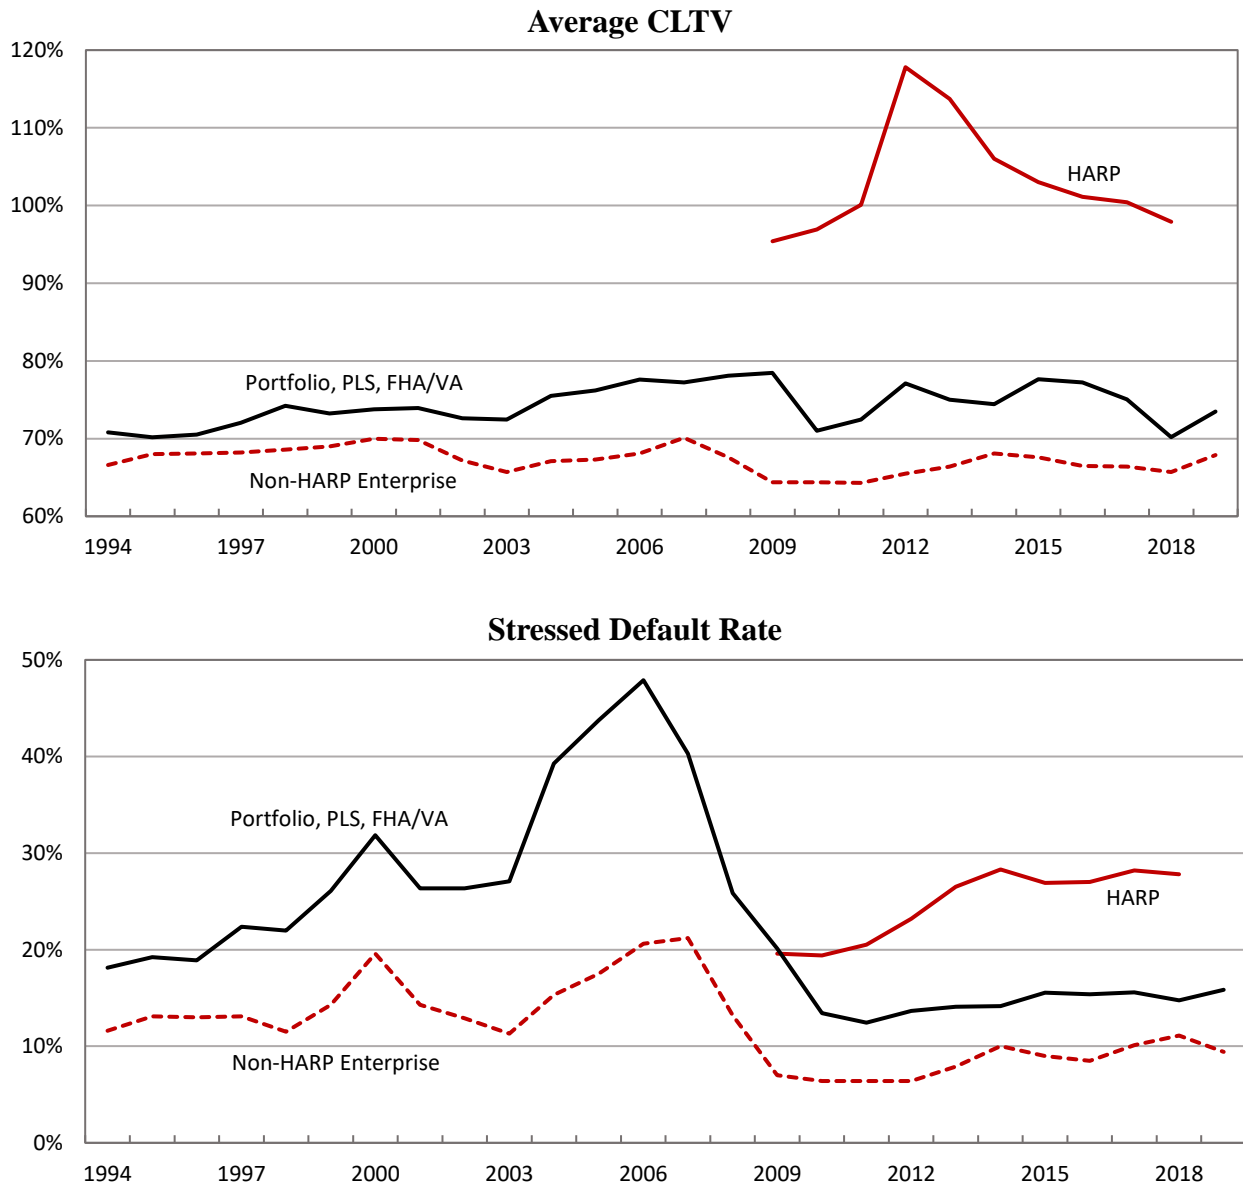 Average CLTV
120%
110%
100%
90%
80%
70%
60%
HARP
Portfolio, PLS, FHA/VA
Non-HARP Enterprise
1994 1997 2000 2003 2006 2009 2012 2015 2018
Stressed Default Rate
50%
40%
30%
20%
10%
0%
Portfolio, PLS, FHA/VA
HARP
Non-HARP Enterprise
1994 1997 2000 2003 2006 2009 2012 2015 2018